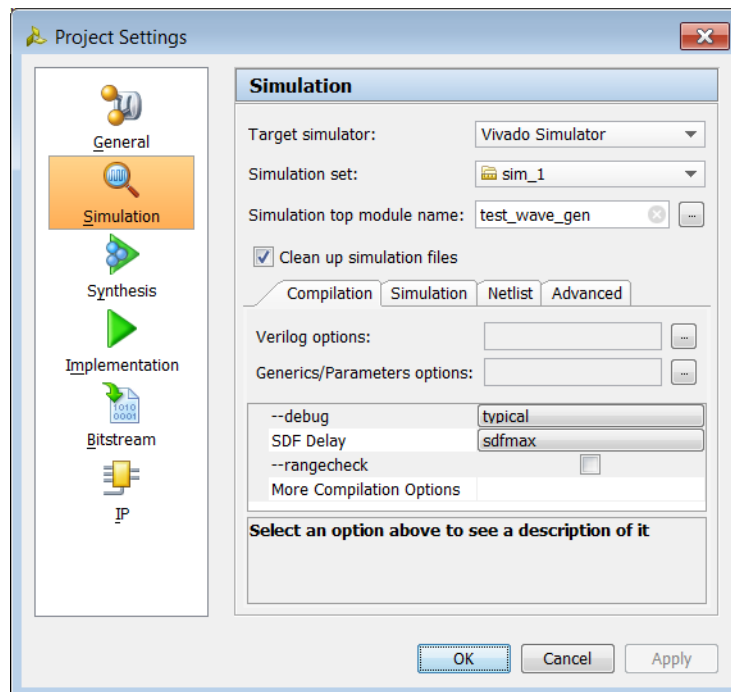 Project Settings
General
Simulation
Synthesis
Implementation
1010
0001
Bitstream
IP
Simulation
Target simulator: Vivado Simulator
Simulation set: sim_1
Simulation top module name: test_wave_gen ...
Clean up simulation files
Compilation Simulation Netlist Advanced
Verilog options: ...
Generics/Parameters options: ...
--debug typical
SDF Delay sdfmax
--rangecheck
More Compilation Options
Select an option above to see a description of it
OK Cancel Apply